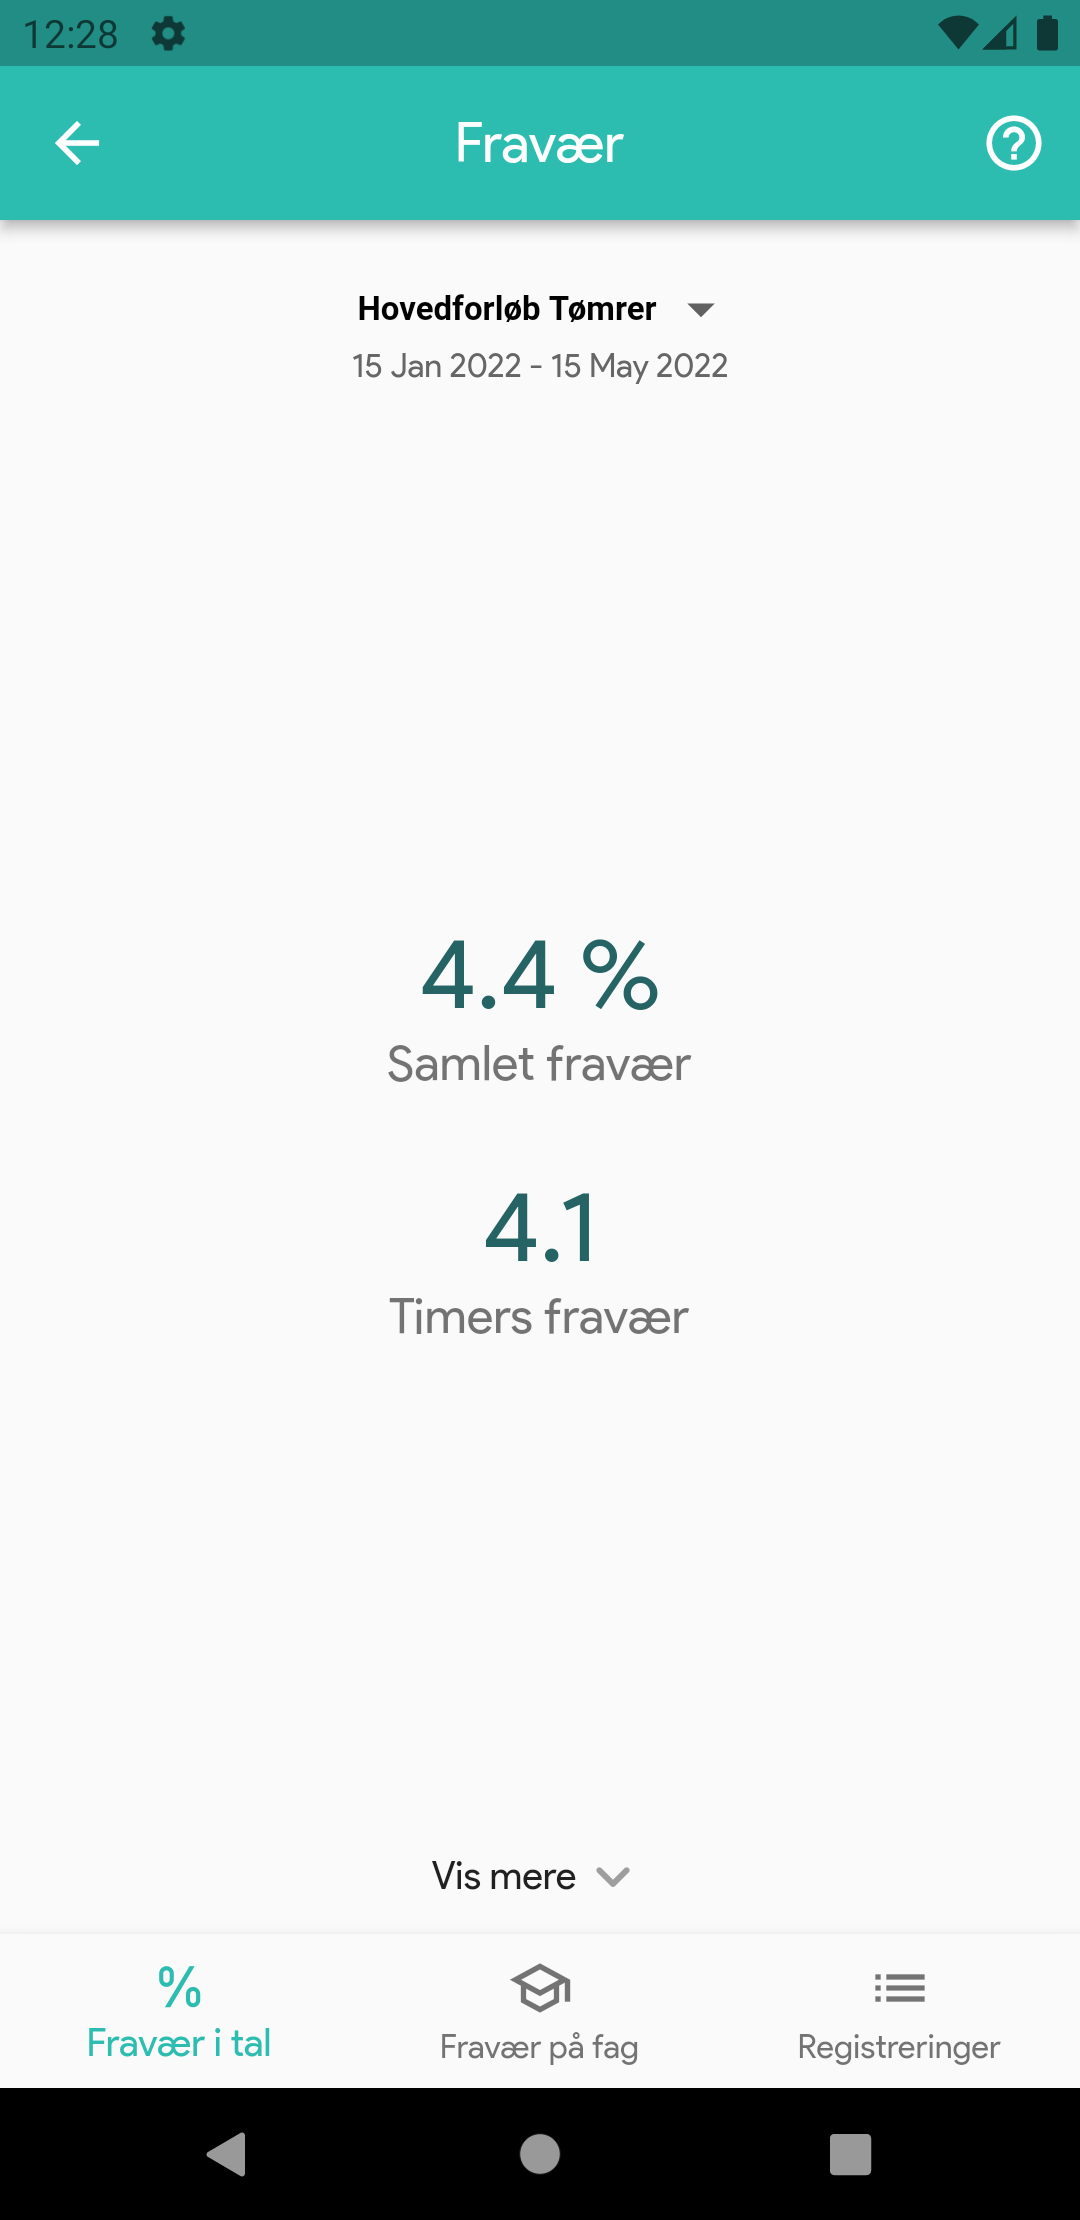 12:28
Fravær
Hovedforløb Tømrer
15 Jan 2022 - 15 May 2022
4.4 %
Samlet fravær
4.1
Timers fravær
Vis mere
%
Fravær i tal
Fravær på fag
Registreringer